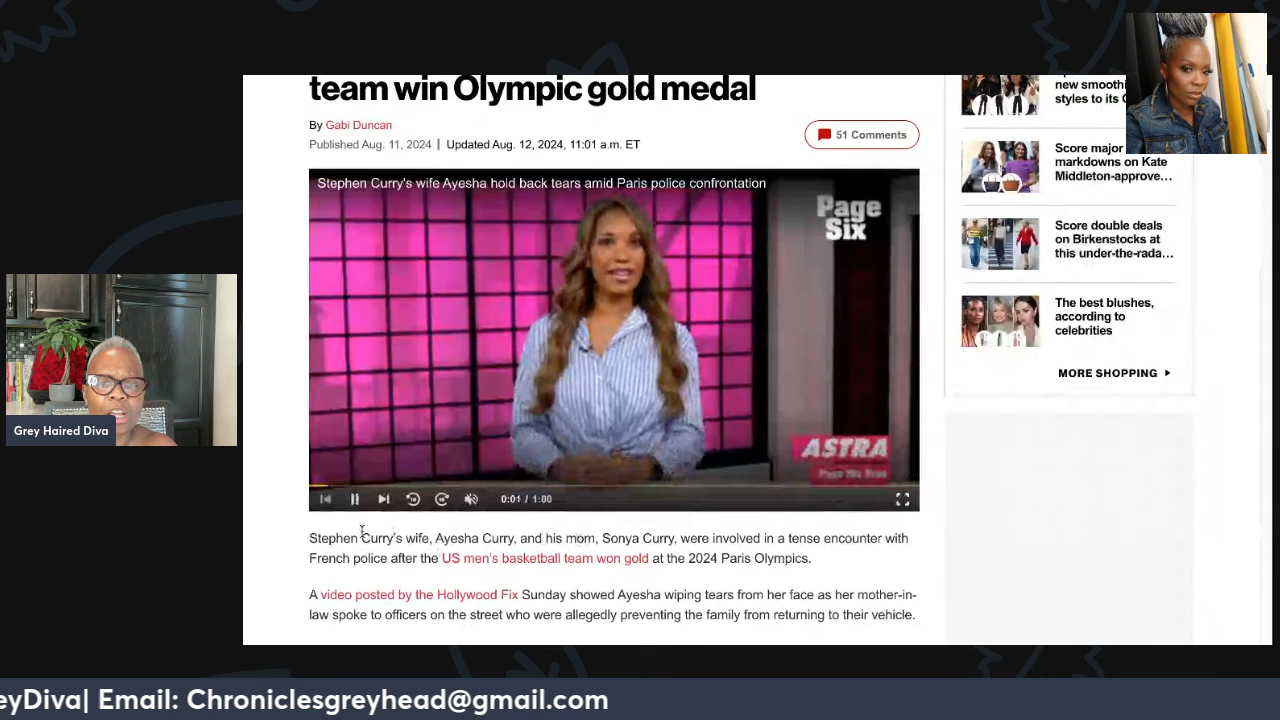 team win Olympic gold medal
By Gabi Duncan
Published Aug. 11, 2024 | Updated Aug. 12, 2024, 11:01 a.m. ET
51 Comments
Stephen Curry's wife Ayesha hold back tears amid Paris police confrontation
Page
Six
ASTRA
0:01 / 1:00
Stephen Curry's wife, Ayesha Curry, and his mom, Sonya Curry, were involved in a tense encounter with
French police after the US men's basketball team won gold at the 2024 Paris Olympics.
A video posted by the Hollywood Fix Sunday showed Ayesha wiping tears from her face as her mother-in-
law spoke to officers on the street who were allegedly preventing the family from returning to their vehicle.
new smoothi
styles to its
Score major
markdowns on Kate
Middleton-approve...
Score double deals
on Birkenstocks at
this under-the-rada...
The best blushes,
according to
celebrities
MORE SHOPPING
Grey Haired Diva
eyDiva| Email: Chroniclesgreyhead@gmail.com